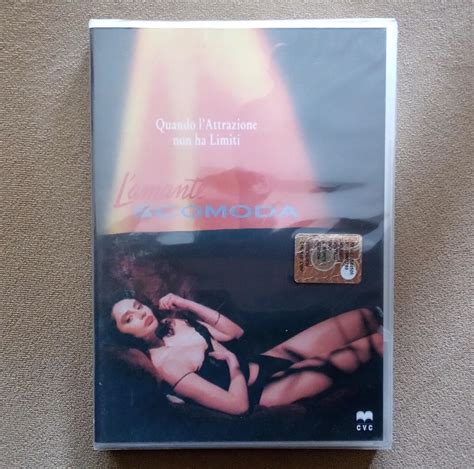 Quando l'Attrazione
non ha Limiti
L'amante
SCOMODA
CVC